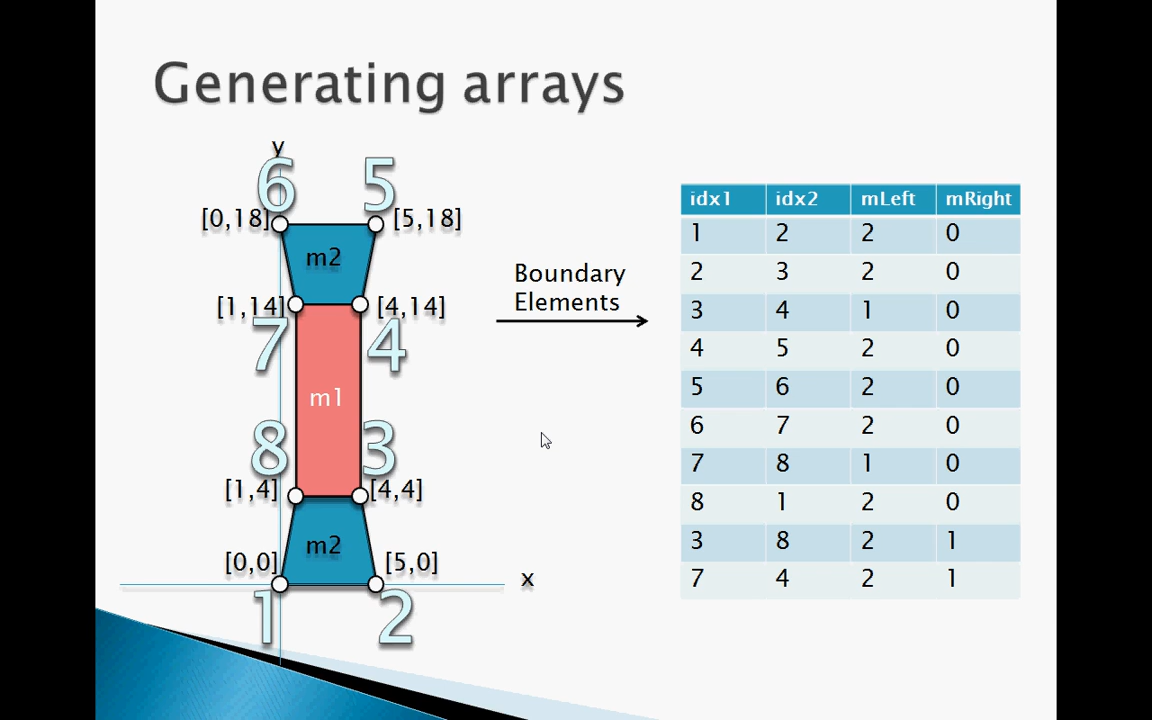 Generating arrays
y
6 5
[0,18] [5,18]
m2
[1,14] [4,14]
7 4
m1
8 3
[1,4] [4,4]
m2
[0,0] [5,0]
x
1 2
Boundary
Elements
idx1 idx2 mLeft mRight
1 2 2 0
2 3 2 0
3 4 1 0
4 5 2 0
5 6 2 0
6 7 2 0
7 8 1 0
8 1 2 0
3 8 2 1
7 4 2 1